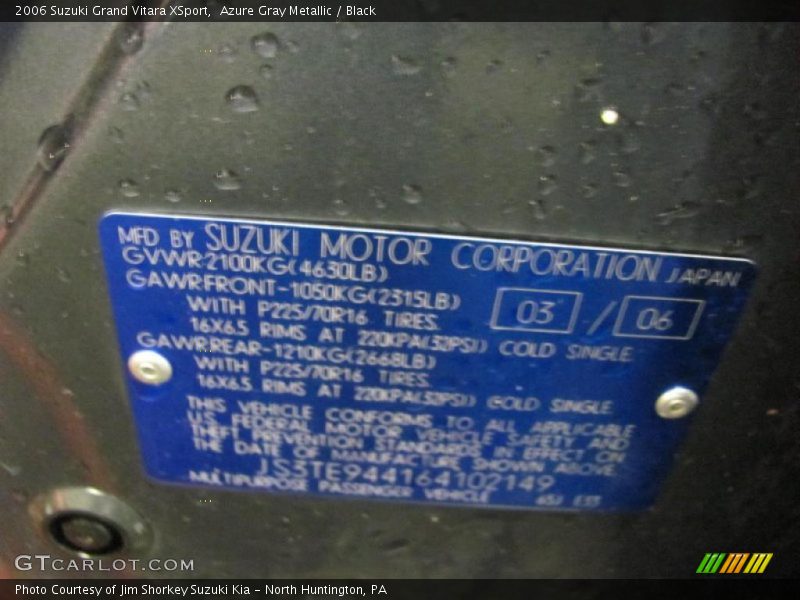 2006 Suzuki Grand Vitara XSport,  Azure Gray Metallic / Black
MFD BY SUZUKI MOTOR CORPORATION JAPAN
GVWR-2100KG(4630LB)
GAWR.FRONT-1050KG(2315LB)
03 / 06
WITH P225/70R16 TIRES.
16X6.5 RIMS AT 220KPA(32PSI) COLD SINGLE
GAWR.REAR-1210KG(2668LB)
WITH P225/70R16 TIRES.
16X6.5 RIMS AT 220KPA(32PSI) COLD SINGLE
THIS VEHICLE CONFORMS TO ALL APPLICABLE
U.S. FEDERAL MOTOR VEHICLE SAFETY AND
THEFT PREVENTION STANDARDS IN EFFECT ON
THE DATE OF MANUFACTURE SHOWN ABOVE.
JS3TE944164102149
MULTIPURPOSE PASSENGER VEHICLE
GTCARLOT.COM
Photo Courtesy of Jim Shorkey Suzuki Kia - North Huntington, PA